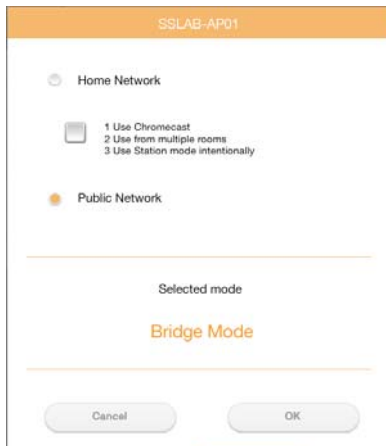 SSLAB-AP01
Home Network
1 Use Chromecast
2 Use from multiple rooms
3 Use Station mode intentionally
Public Network
Selected mode
Bridge Mode
Cancel
OK